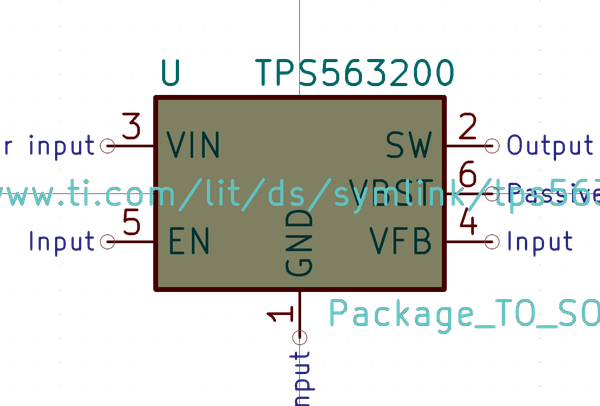 U TPS563200
r input 3 VIN SW 2 Output
www.ti.com/lit/ds/symlink/tps563
VBST 6 Passive
Input 5 EN VFB 4 Input
GND
1 Package_TO_SO
nput